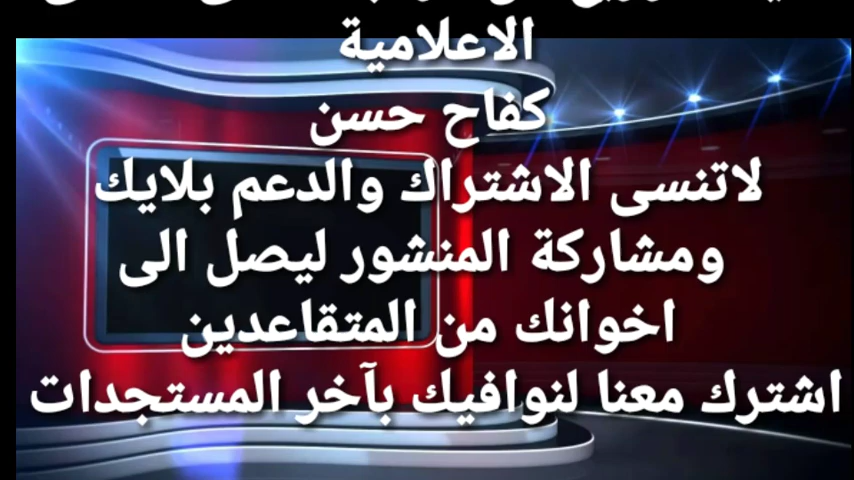 الاعلامية
كفاح حسن
لاتنسى الاشتراك والدعم بلايك
ومشاركة المنشور ليصل الى
اخوانك من المتقاعدين
اشترك معنا لنوافيك بآخر المستجدات